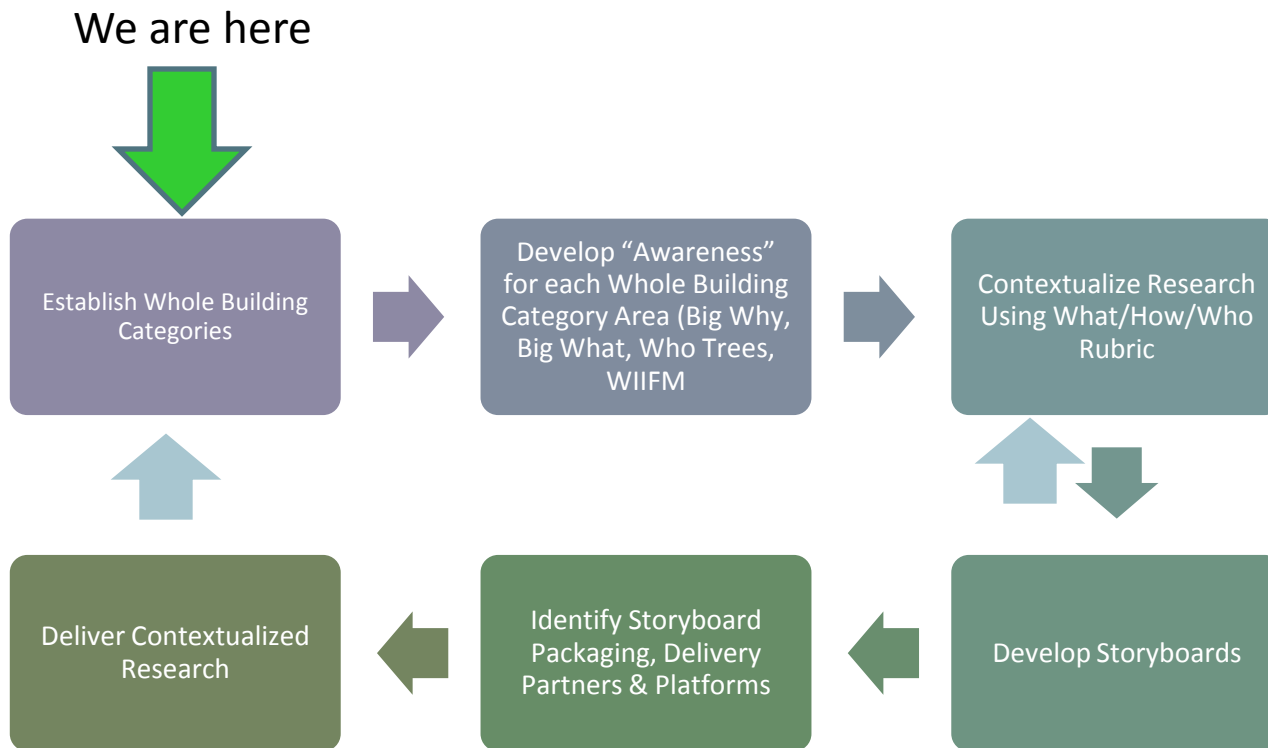 We are here
Establish Whole Building
Categories
Develop “Awareness”
for each Whole Building
Category Area (Big Why,
Big What, Who Trees,
WIIFM
Contextualize Research
Using What/How/Who
Rubric
Deliver Contextualized
Research
Identify Storyboard
Packaging, Delivery
Partners & Platforms
Develop Storyboards